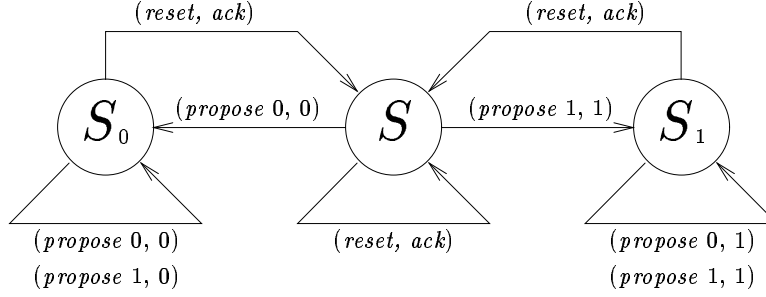 (reset, ack)
(reset, ack)
(propose 0, 0)
(propose 1, 1)
S0
S
S1
(propose 0, 0)
(propose 1, 0)
(reset, ack)
(propose 0, 1)
(propose 1, 1)